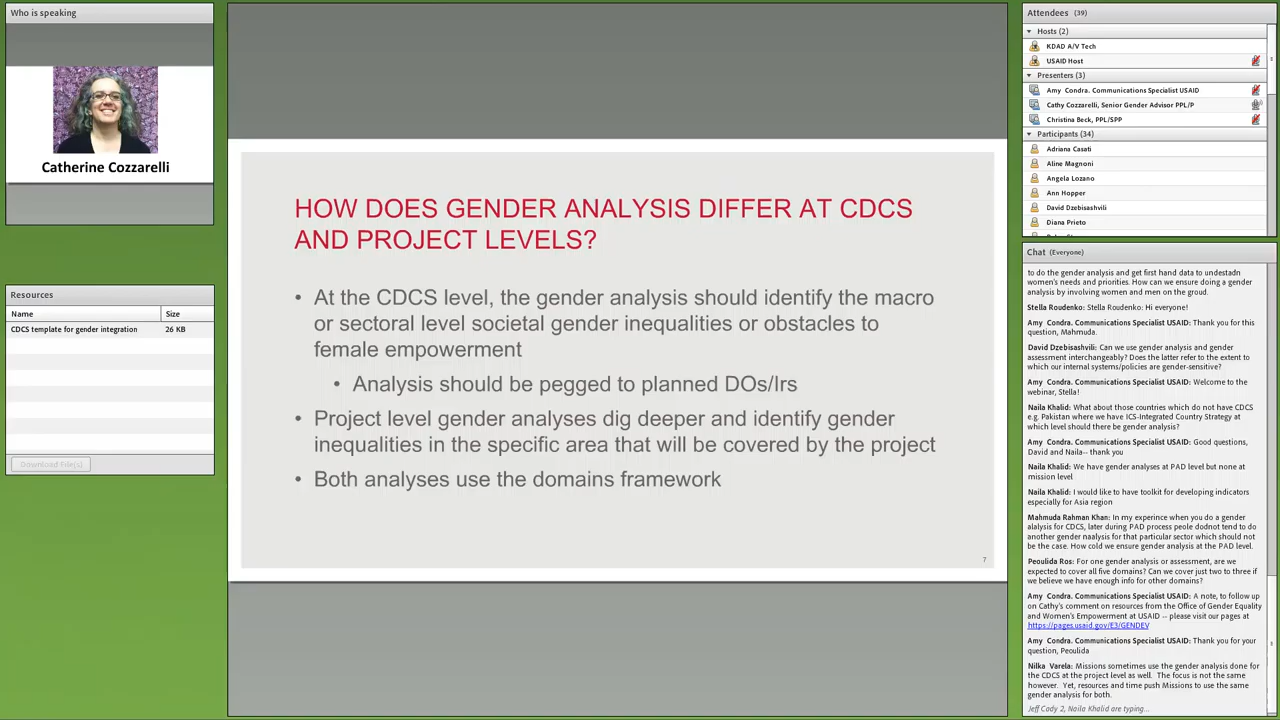 Who is speaking
Catherine Cozzarelli
Resources
Name Size
CDCS template for gender integration 26 KB
Download File(s)
HOW DOES GENDER ANALYSIS DIFFER AT CDCS
AND PROJECT LEVELS?
• At the CDCS level, the gender analysis should identify the macro
or sectoral level societal gender inequalities or obstacles to
female empowerment
• Analysis should be pegged to planned DOs/Irs
• Project level gender analyses dig deeper and identify gender
inequalities in the specific area that will be covered by the project
• Both analyses use the domains framework
7
Attendees (39)
Hosts (2)
KDAD A/V Tech
USAID Host
Presenters (3)
Amy Condra. Communications Specialist USAID
Cathy Cozzarelli, Senior Gender Advisor PPL/P
Christina Beck, PPL/SPP
Participants (34)
Adriana Casati
Aline Magnoni
Angela Lozano
Ann Hopper
David Dzebisashvili
Diana Prieto
Chat (Everyone)
to do the gender analysis and get first hand data to undestadn
women's needs and priorities. How can we ensure doing a gender
analysis by involving women and men on the groud.
Stella Roudenko: Stella Roudenko: Hi everyone!
Amy Condra. Communications Specialist USAID: Thank you for this
question, Mahmuda.
David Dzebisashvili: Can we use gender analysis and gender
assessment interchangeably? Does the latter refer to the extent to
which our internal systems/policies are gender-sensitive?
Amy Condra. Communications Specialist USAID: Welcome to the
webinar, Stella!
Naila Khalid: What about those countries which do not have CDCS
e.g. Pakistan where we have ICS-Integrated Country Strategy at
which level should there be gender analysis?
Amy Condra. Communications Specialist USAID: Good questions,
David and Naila-- thank you
Naila Khalid: We have gender analyses at PAD level but none at
mission level
Naila Khalid: I would like to have toolkit for developing indicators
especially for Asia region
Mahmuda Rahman Khan: In my experince when you do a gender
alalysis for CDCS, later during PAD process peole dodnot tend to do
another gender naalysis for that particular sector which should not
be the case. How cold we ensure gender analysis at the PAD level.
Peoulida Ros: For one gender analysis or assessment, are we
expected to cover all five domains? Can we cover just two to three if
we believe we have enough info for other domains?
Amy Condra. Communications Specialist USAID: A note, to follow up
on Cathy's comment on resources from the Office of Gender Equality
and Women's Empowerment at USAID -- please visit our pages at
https://pages.usaid.gov/E3/GENDEV
Amy Condra. Communications Specialist USAID: Thank you for your
question, Peoulida
Nilka Varela: Missions sometimes use the gender analysis done for
the CDCS at the project level as well. The focus is not the same
however. Yet, resources and time push Missions to use the same
gender analysis for both.
Jeff Cady 2, Naila Khalid are typing...